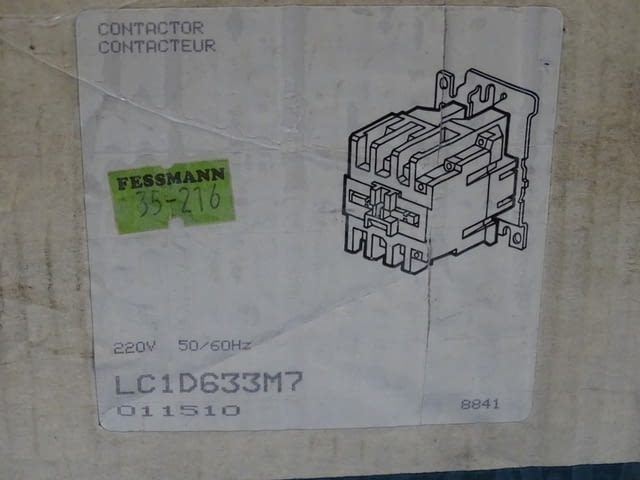 CONTACTOR
CONTACTEUR
FESSMANN
35-216
220V 50/60Hz
LC1D633M7
011510
8841